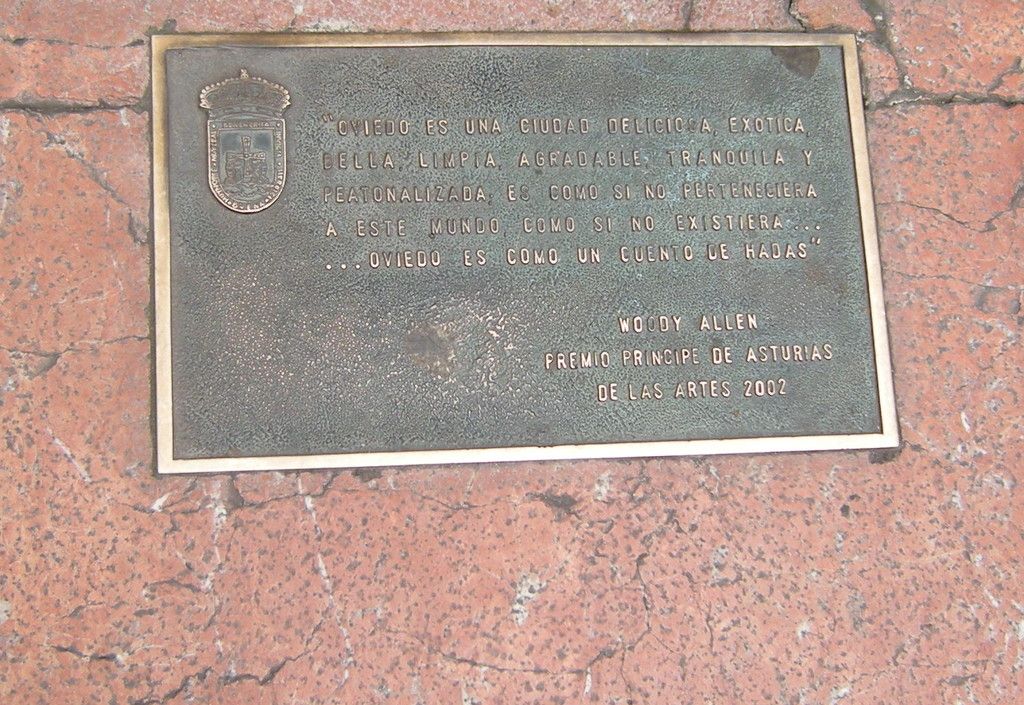 "OVIEDO ES UNA CIUDAD DELICIOSA, EXOTICA,
BELLA, LIMPIA, AGRADABLE, TRANQUILA Y
PEATONALIZADA, ES COMO SI NO PERTENECIERA
A ESTE MUNDO, COMO SI NO EXISTIERA...
...OVIEDO ES COMO UN CUENTO DE HADAS"
WOODY ALLEN
PREMIO PRINCIPE DE ASTURIAS
DE LAS ARTES 2002